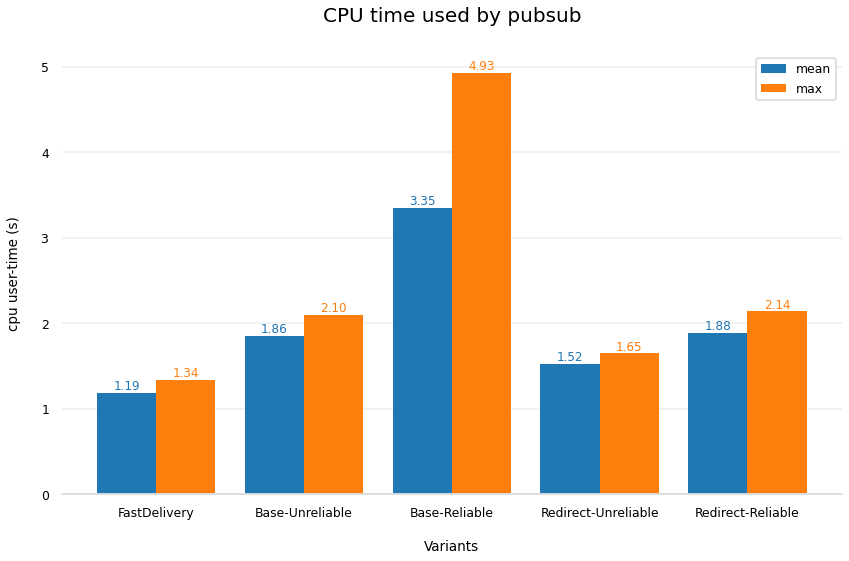 CPU time used by pubsub
mean
max
cpu user-time (s)
5
4
3
2
1
0
1.19
1.34
1.86
2.10
3.35
4.93
1.52
1.65
1.88
2.14
FastDelivery
Base-Unreliable
Base-Reliable
Redirect-Unreliable
Redirect-Reliable
Variants